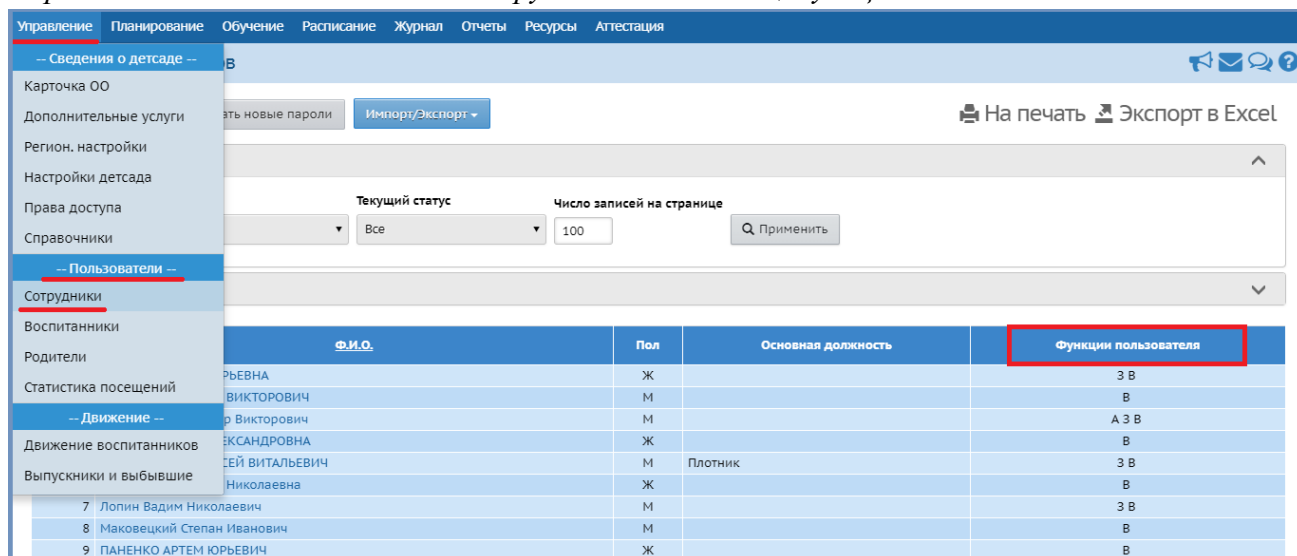 Управление Планирование Обучение Расписание Журнал Отчеты Ресурсы Аттестация
-- Сведения о детсаде --
Карточка ОО
Дополнительные услуги новые пароли Импорт/Экспорт На печать Экспорт в Excel
Регион. настройки
Настройки детсада
Права доступа Текущий статус Число записей на странице
Все 100 Применить
Справочники
-- Пользователи --
Сотрудники
Воспитанники
Ф.И.О. Пол Основная должность Функции пользователя
Родители
РЬЕВНА Ж З В
Статистика посещений
ВИКТОРОВИЧ М В
-- Движение --
р Викторович М А З В
Движение воспитанников
ЕКСАНДРОВНА Ж В
СЕЙ ВИТАЛЬЕВИЧ М Плотник З В
Выпускники и выбывшие
Николаевна Ж В
7 Лопин Вадим Николаевич М З В
8 Маковецкий Степан Иванович М В
9 ПАНЕНКО АРТЕМ ЮРЬЕВИЧ Ж В